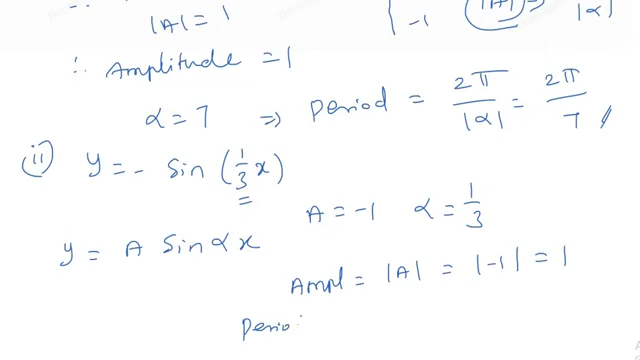 |A| = 1
| -1 |A| = |α|
∴ Amplitude = 1
α = 7 ⇒ Period = 2π/|α| = 2π/7 //
(ii) y = - sin (1/3 x)
A = -1 α = 1/3
y = A sin α x
Ampl = |A| = |-1| = 1
Perio